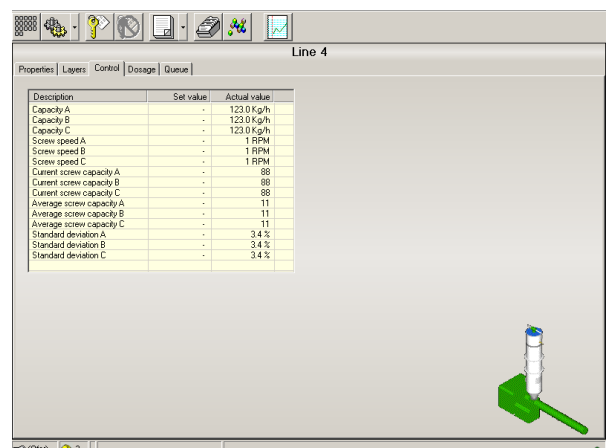 Line 4
Properties Layers Control Dosage Queue
Description Set value Actual value
Capacity A - 123.0 Kg/h
Capacity B - 123.0 Kg/h
Capacity C - 123.0 Kg/h
Screw speed A - 1 RPM
Screw speed B - 1 RPM
Screw speed C - 1 RPM
Current screw capacity A - 88
Current screw capacity B - 88
Current screw capacity C - 88
Average screw capacity A - 11
Average screw capacity B - 11
Average screw capacity C - 11
Standard deviation A - 3.4 %
Standard deviation B - 3.4 %
Standard deviation C - 3.4 %